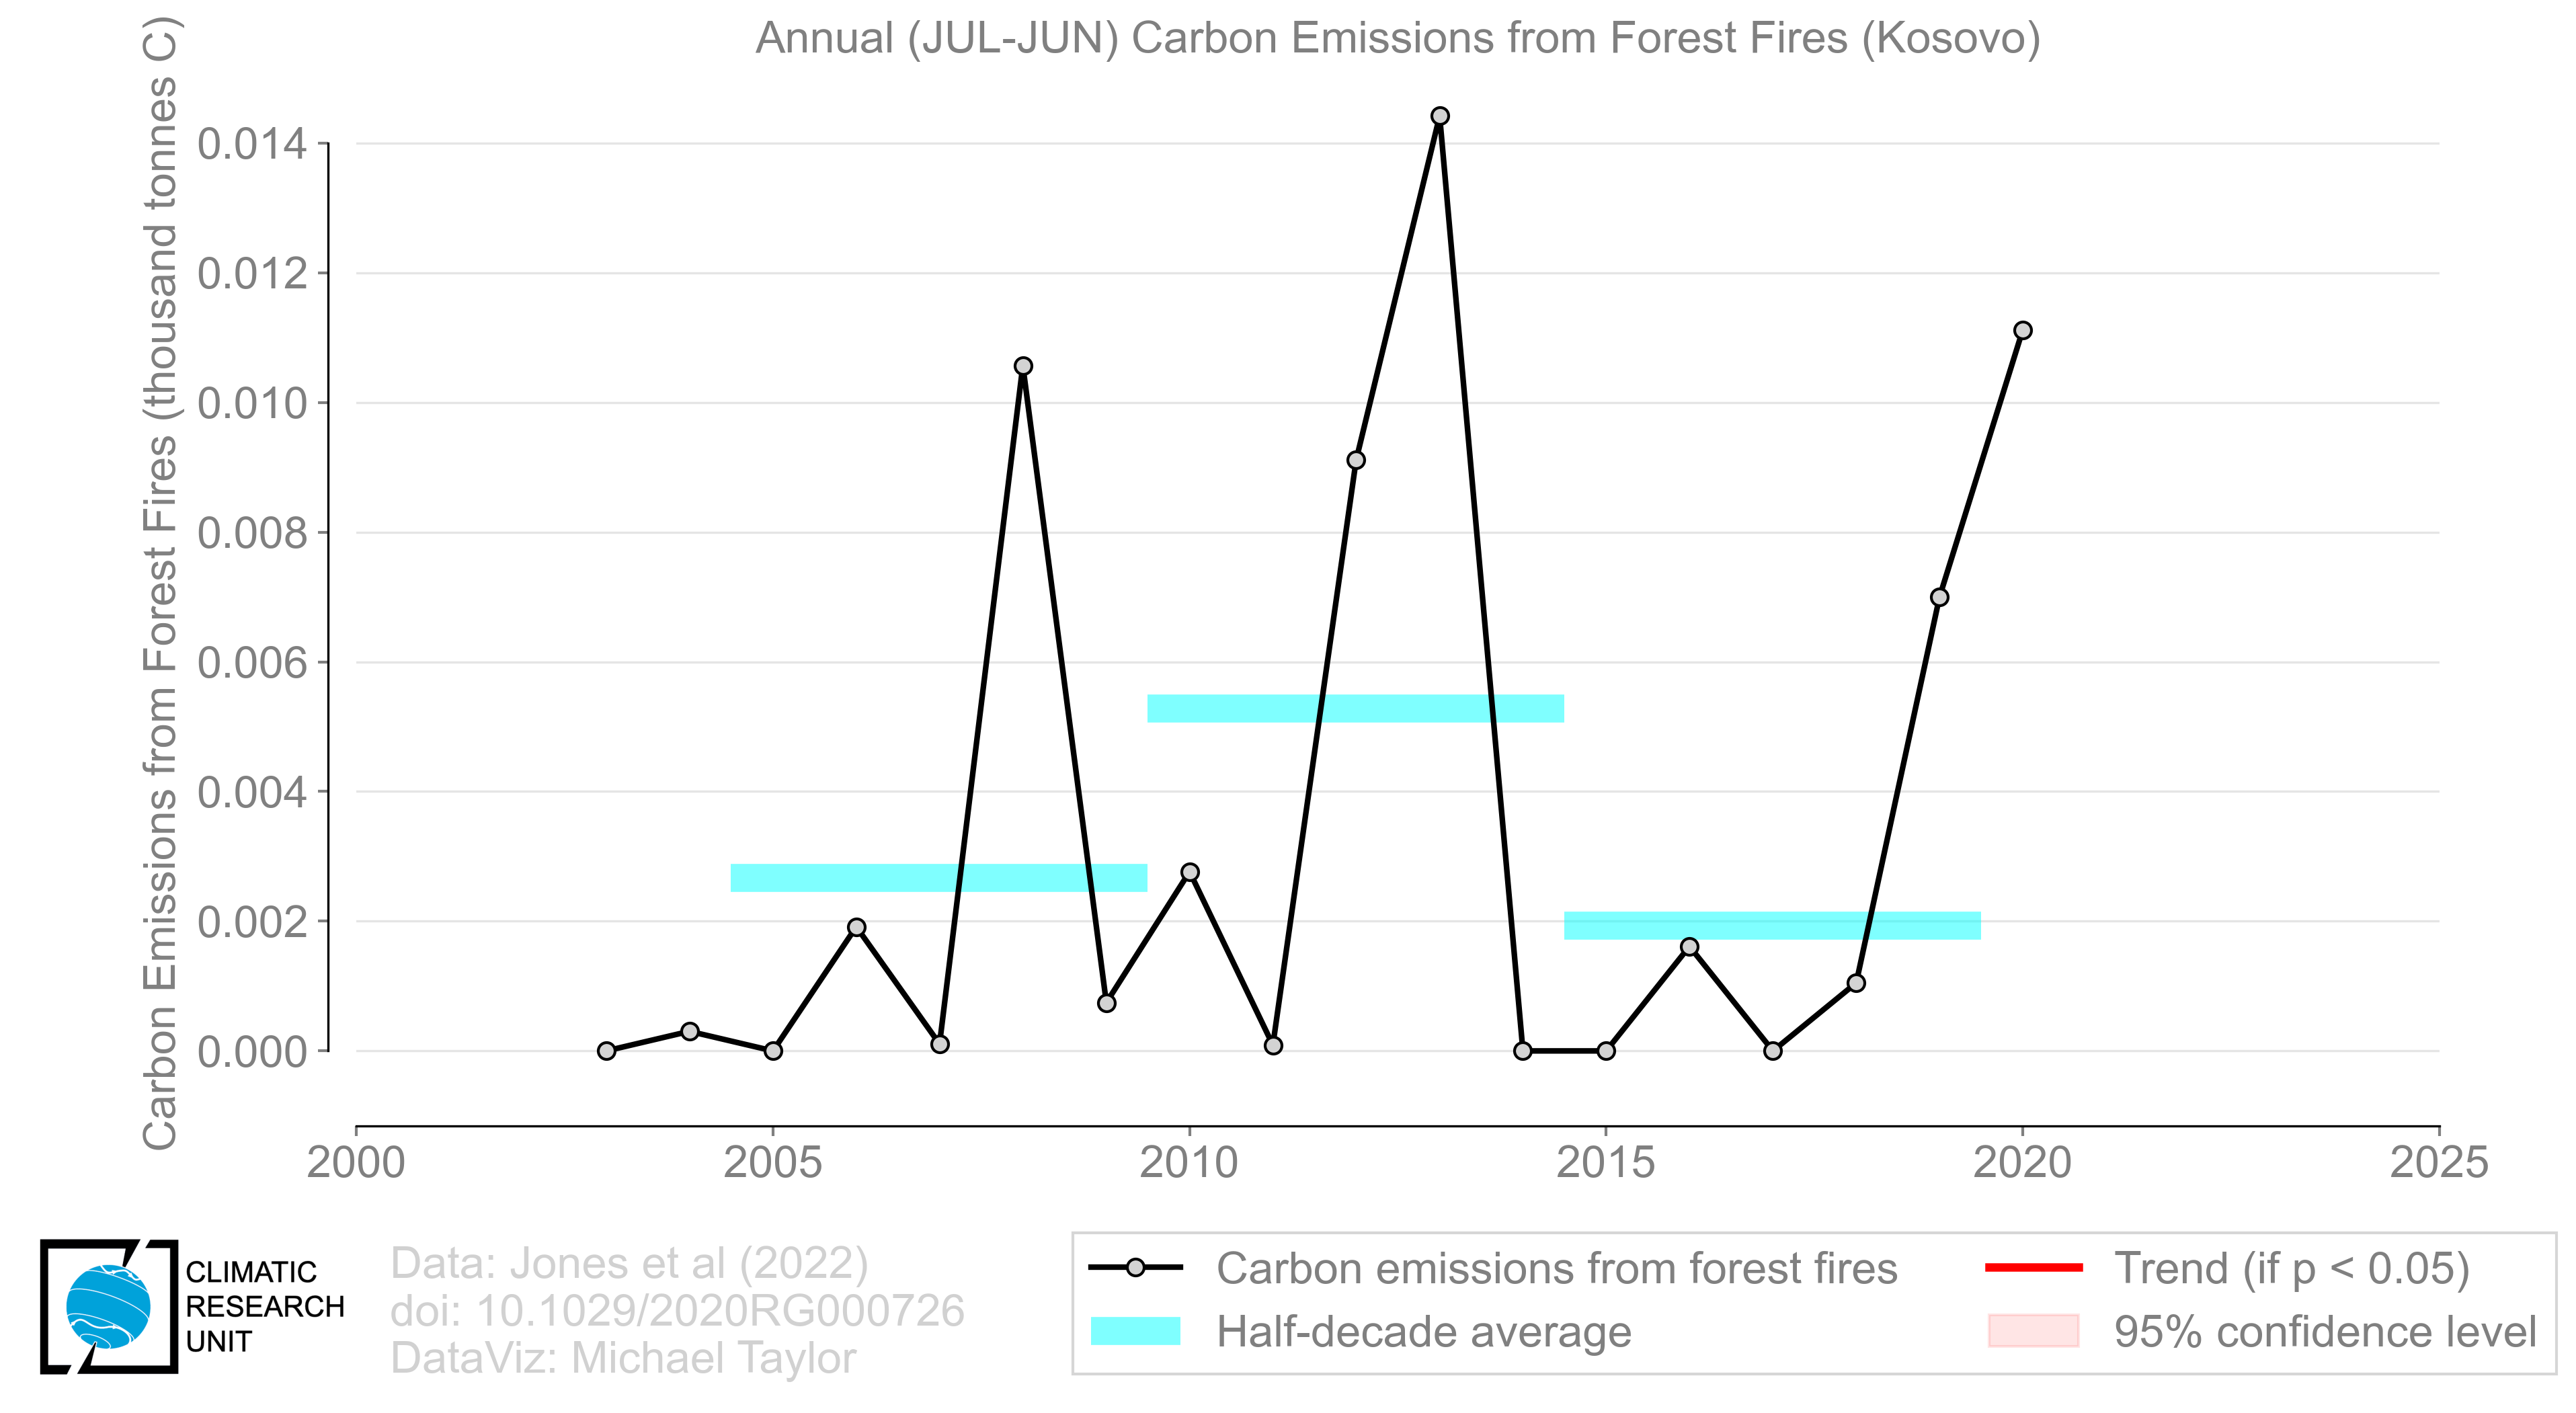 Annual (JUL-JUN) Carbon Emissions from Forest Fires (Kosovo)
Carbon Emissions from Forest Fires (thousand tonnes C)
0.014
0.012
0.010
0.008
0.006
0.004
0.002
0.000
2000 2005 2010 2015 2020 2025
CLIMATIC
RESEARCH
UNIT
Data: Jones et al (2022)
doi: 10.1029/2020RG000726
DataViz: Michael Taylor
Carbon emissions from forest fires
Half-decade average
Trend (if p < 0.05)
95% confidence level